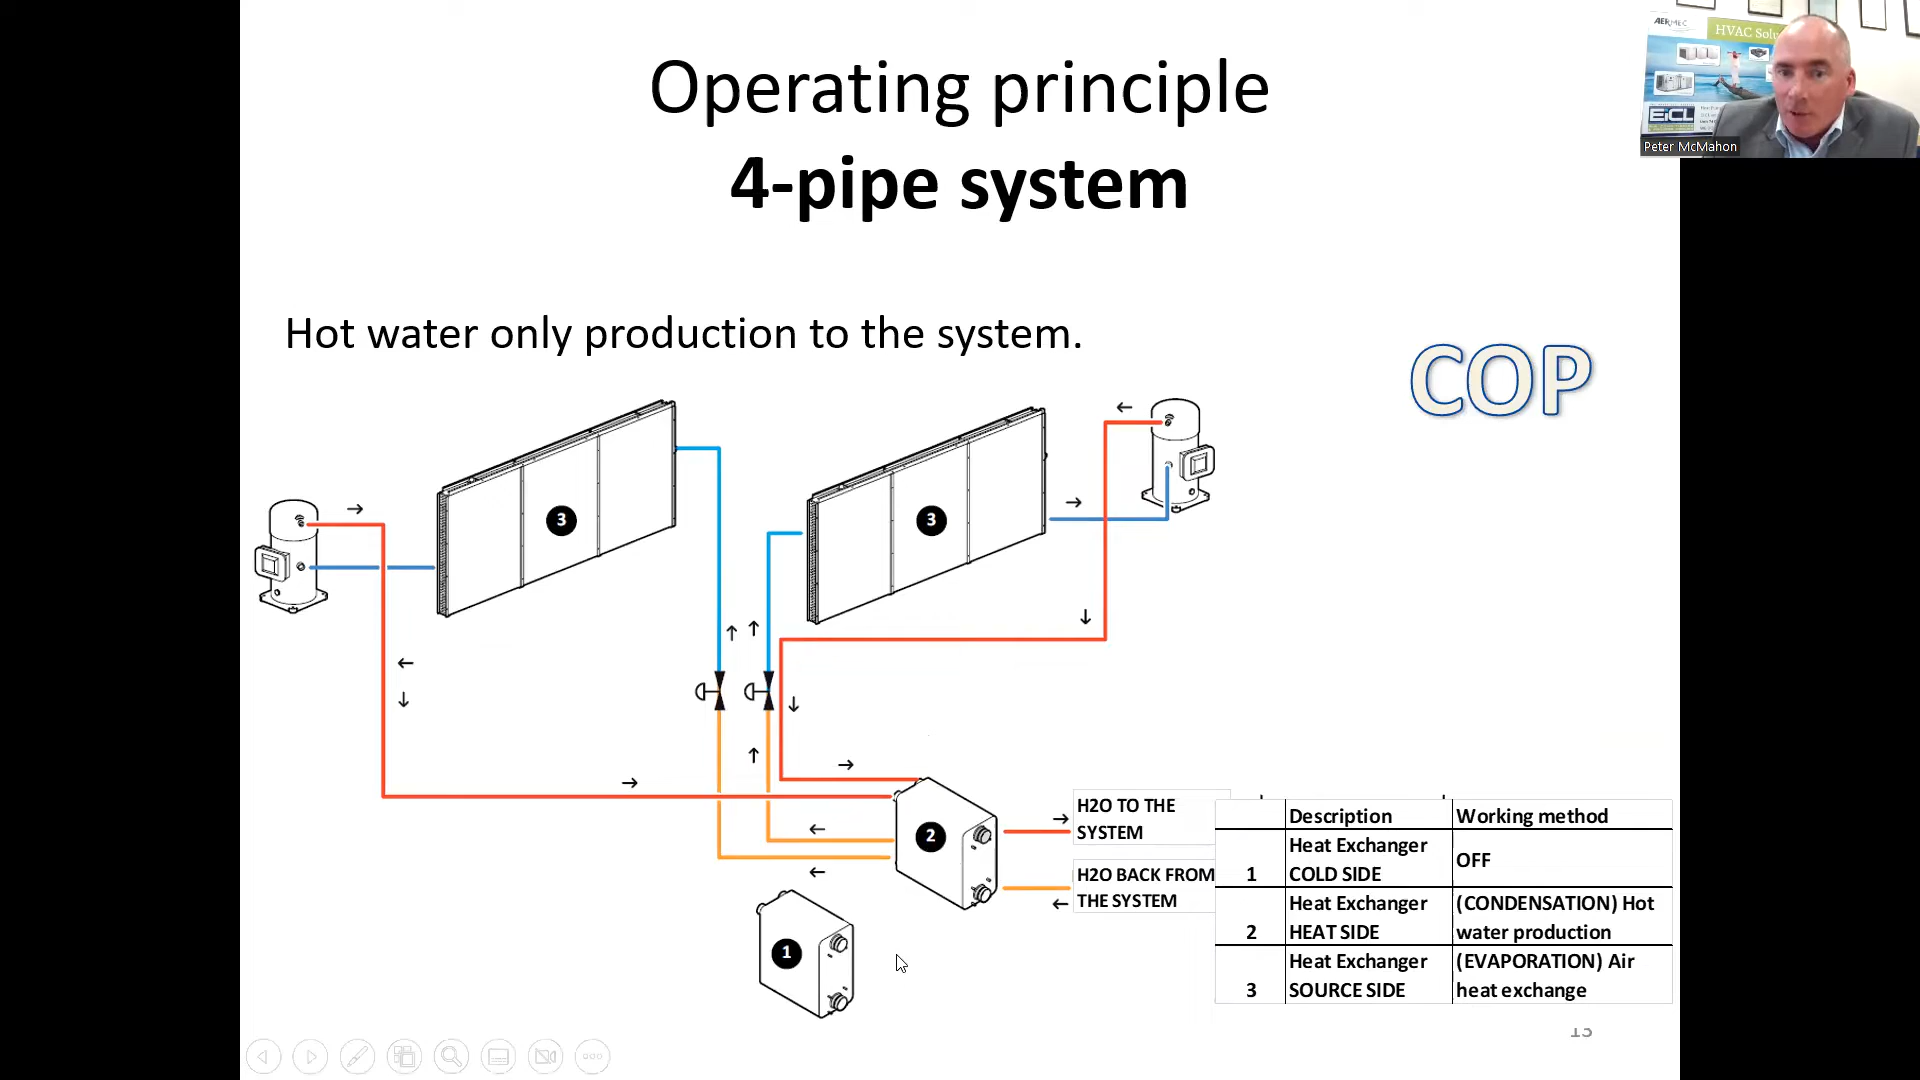 Operating principle
4-pipe system
AERMEC
HVAC Solu
EiCL
Peter McMahon
Hot water only production to the system.
COP
3
3
2
1
H2O TO THE
SYSTEM
H2O BACK FROM
THE SYSTEM
Description Working method
1 Heat Exchanger COLD SIDE OFF
2 Heat Exchanger HEAT SIDE (CONDENSATION) Hot water production
3 Heat Exchanger SOURCE SIDE (EVAPORATION) Air heat exchange